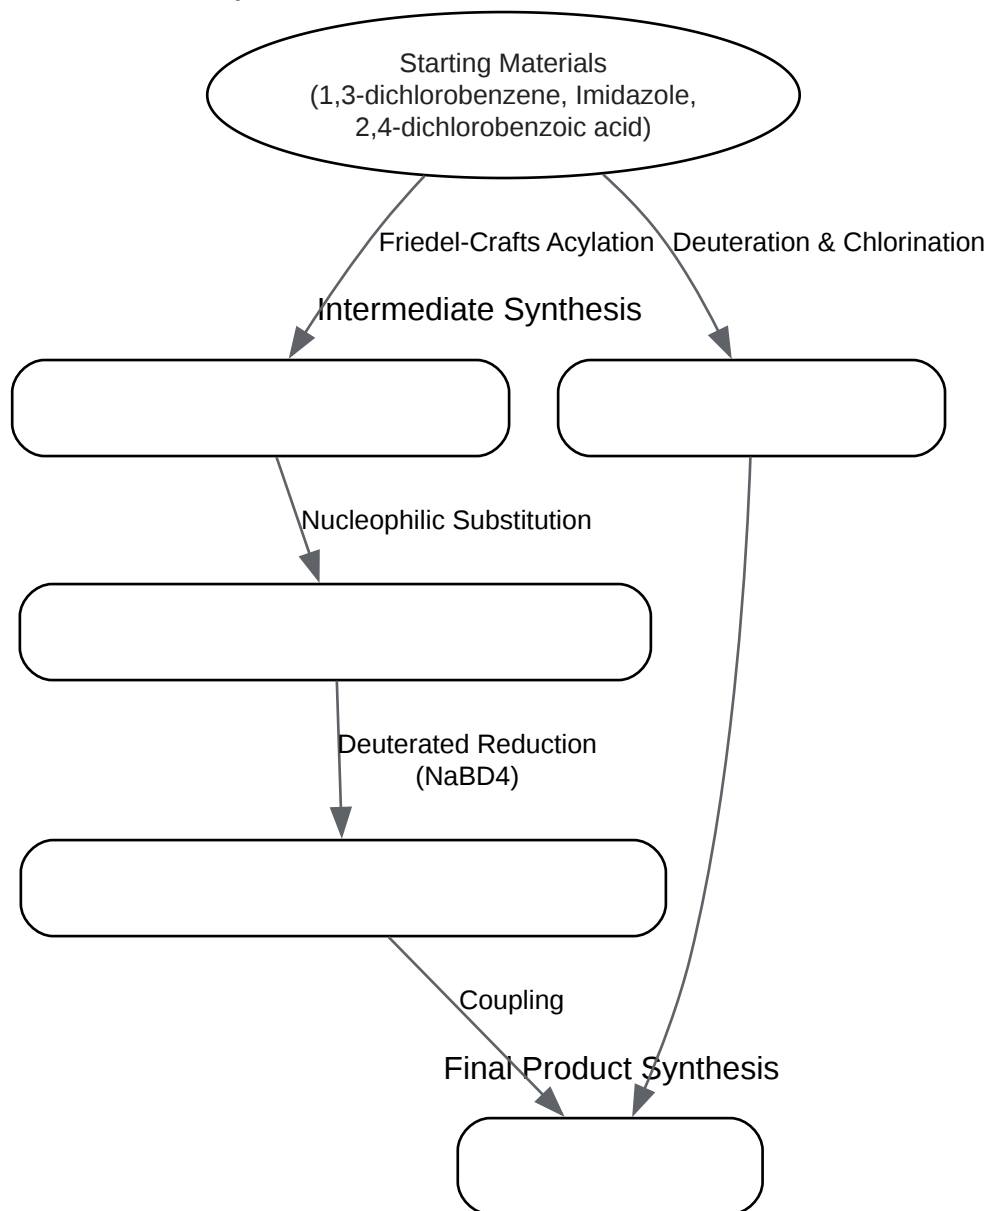 Starting Materials
(1,3-dichlorobenzene, Imidazole,
2,4-dichlorobenzoic acid)
Friedel-Crafts Acylation
Deuteration & Chlorination
Intermediate Synthesis
Nucleophilic Substitution
Deuterated Reduction
(NaBD4)
Coupling
Final Product Synthesis